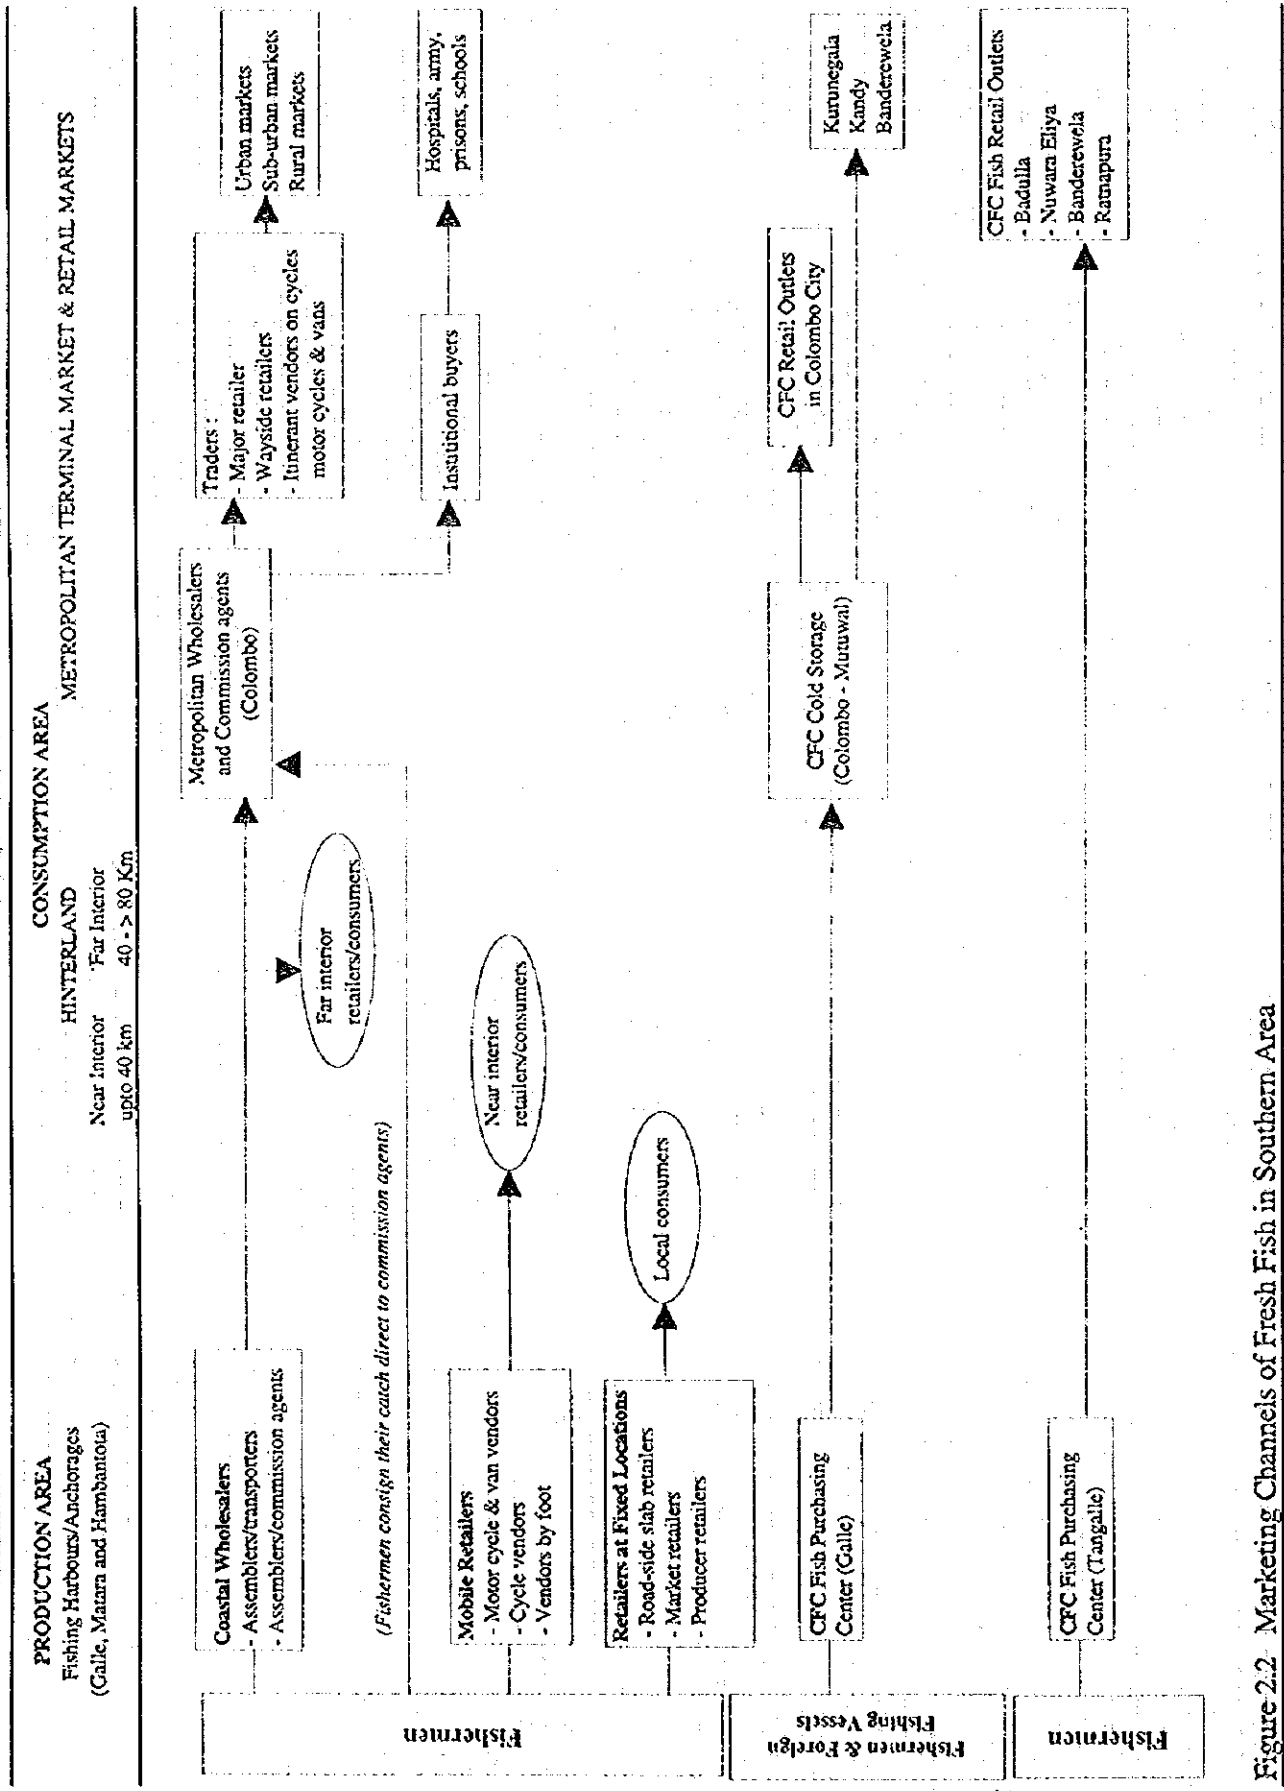 PRODUCTION AREA
Fishing Harbours/Anchorages
(Galle, Matara and Hambantota)
CONSUMPTION AREA
HINTERLAND
Near Interior
upto 40 km
Far Interior
40 - > 80 Km
METROPOLITAN TERMINAL MARKET & RETAIL MARKETS
Fishermen
Coastal Wholesalers
- Assemblers/transporters
- Assemblers/commission agents
Metropolitan Wholesalers
and Commission agents
(Colombo)
Traders :
- Major retailer
- Wayside retailers
- Itinerant vendors on cycles
motor cycles & vans
Urban markets
Sub-urban markets
Rural markets
Far interior
retailers/consumers
(Fishermen consign their catch direct to commission agents)
Institutional buyers
Hospitals, army,
prisons, schools
Mobile Retailers
- Motor cycle & van vendors
- Cycle vendors
- Vendors by foot
Near interior
retailers/consumers
Retailers at Fixed Locations
- Road-side slab retailers
- Market retailers
- Producer retailers
Local consumers
Fishermen & Foreign
Fishing Vessels
CFC Fish Purchasing
Center (Galle)
CFC Cold Storage
(Colombo - Mutuwal)
CFC Retail Outlets
in Colombo City
Kurunegala
Kandy
Banderewela
Fishermen
CFC Fish Purchasing
Center (Tangalle)
CFC Fish Retail Outlets
- Badulla
- Nuwara Eliya
- Banderewela
- Ratnapura
Figure 2.2 Marketing Channels of Fresh Fish in Southern Area